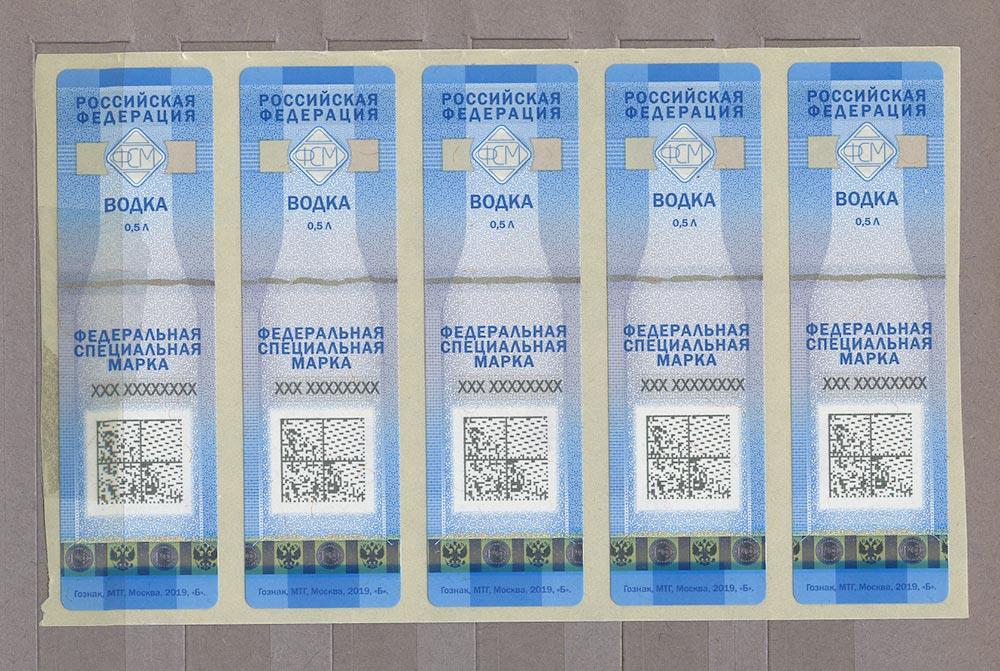 РОССИЙСКАЯ
ФЕДЕРАЦИЯ
ФСМ
ВОДКА
0,5 Л
ФЕДЕРАЛЬНАЯ
СПЕЦИАЛЬНАЯ
МАРКА
XXX XXXXXXXX
Гознак, МТГ, Москва, 2019, «Б».
РОССИЙСКАЯ
ФЕДЕРАЦИЯ
ФСМ
ВОДКА
0,5 Л
ФЕДЕРАЛЬНАЯ
СПЕЦИАЛЬНАЯ
МАРКА
XXX XXXXXXXX
Гознак, МТГ, Москва, 2019, «Б».
РОССИЙСКАЯ
ФЕДЕРАЦИЯ
ФСМ
ВОДКА
0,5 Л
ФЕДЕРАЛЬНАЯ
СПЕЦИАЛЬНАЯ
МАРКА
XXX XXXXXXXX
Гознак, МТГ, Москва, 2019, «Б».
РОССИЙСКАЯ
ФЕДЕРАЦИЯ
ФСМ
ВОДКА
0,5 Л
ФЕДЕРАЛЬНАЯ
СПЕЦИАЛЬНАЯ
МАРКА
XXX XXXXXXXX
Гознак, МТГ, Москва, 2019, «Б».
РОССИЙСКАЯ
ФЕДЕРАЦИЯ
ФСМ
ВОДКА
0,5 Л
ФЕДЕРАЛЬНАЯ
СПЕЦИАЛЬНАЯ
МАРКА
XXX XXXXXXXX
Гознак, МТГ, Москва, 2019, «Б».